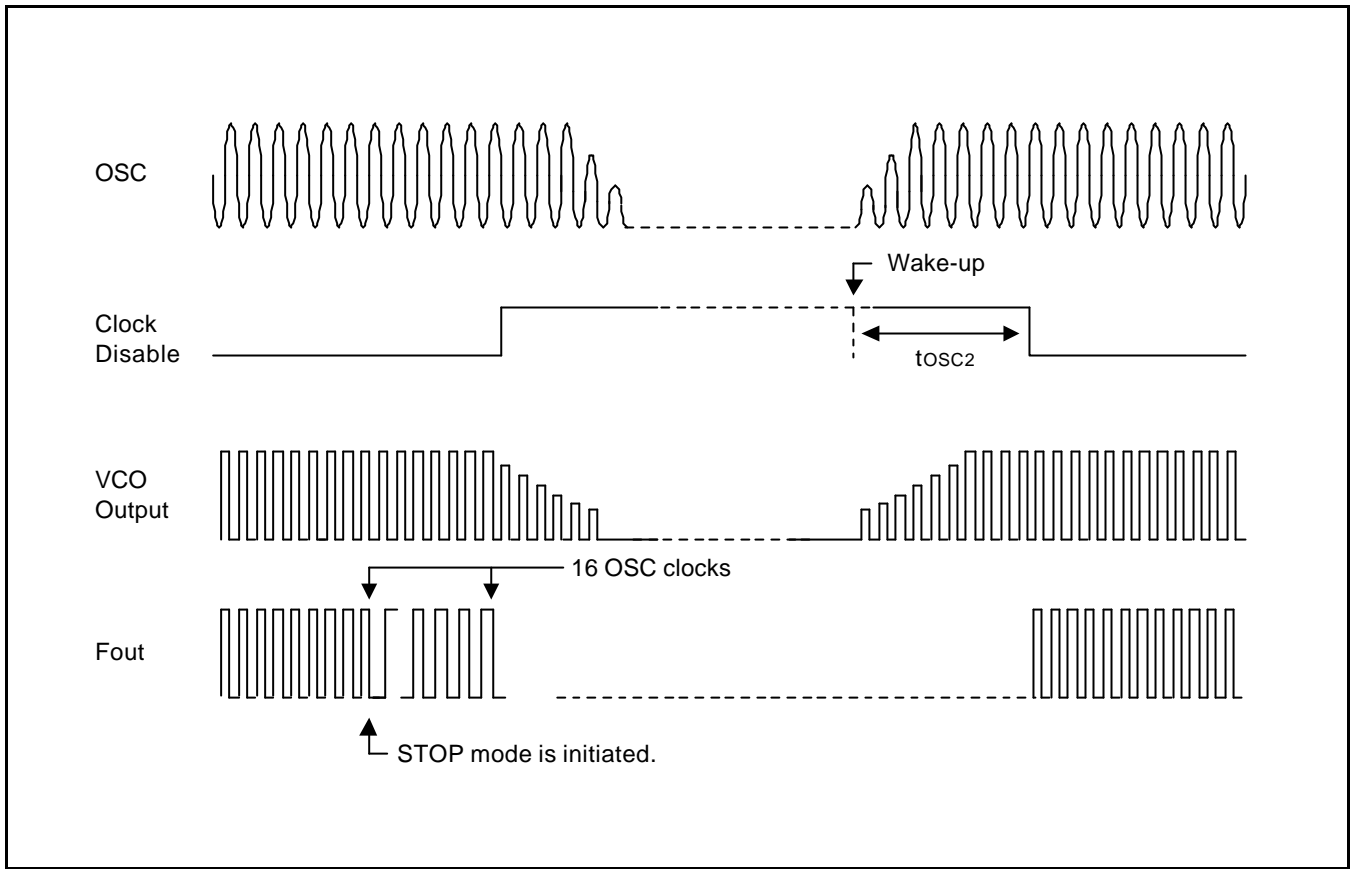 OSC
Wake-up
Clock
Disable
tOSC2
VCO
Output
16 OSC clocks
Fout
STOP mode is initiated.